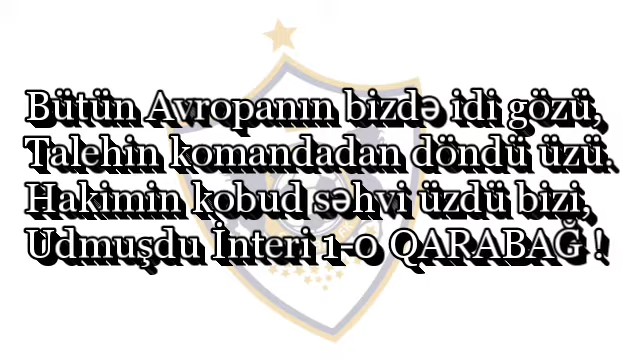 Bütün Avropanın bizdə idi gözü,
Talehin komandadan döndü üzü.
Hakimin kobud səhvi üzdü bizi,
Udmuşdu İnteri 1-0 QARABAĞ !